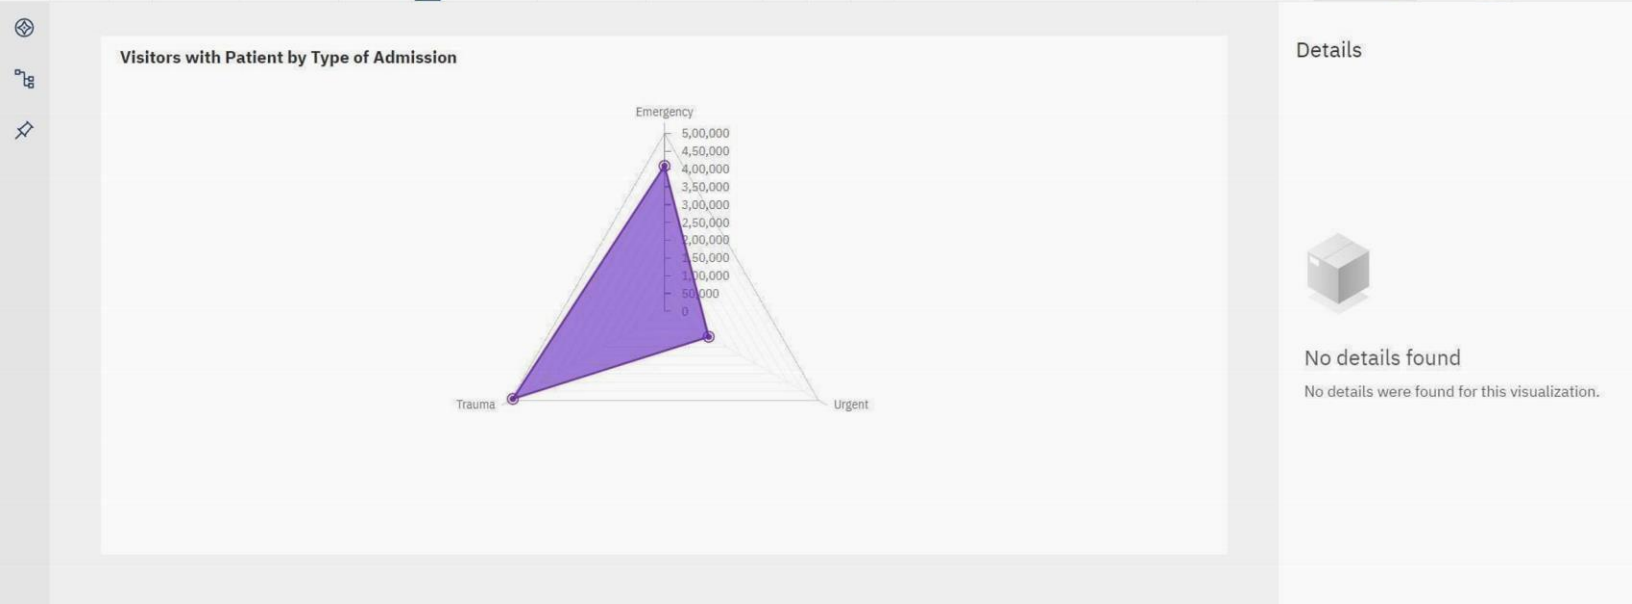 Visitors with Patient by Type of Admission
Details
Emergency
5,00,000
4,50,000
4,00,000
3,50,000
3,00,000
2,50,000
2,00,000
1,50,000
1,00,000
50,000
0
Trauma
Urgent
No details found
No details were found for this visualization.